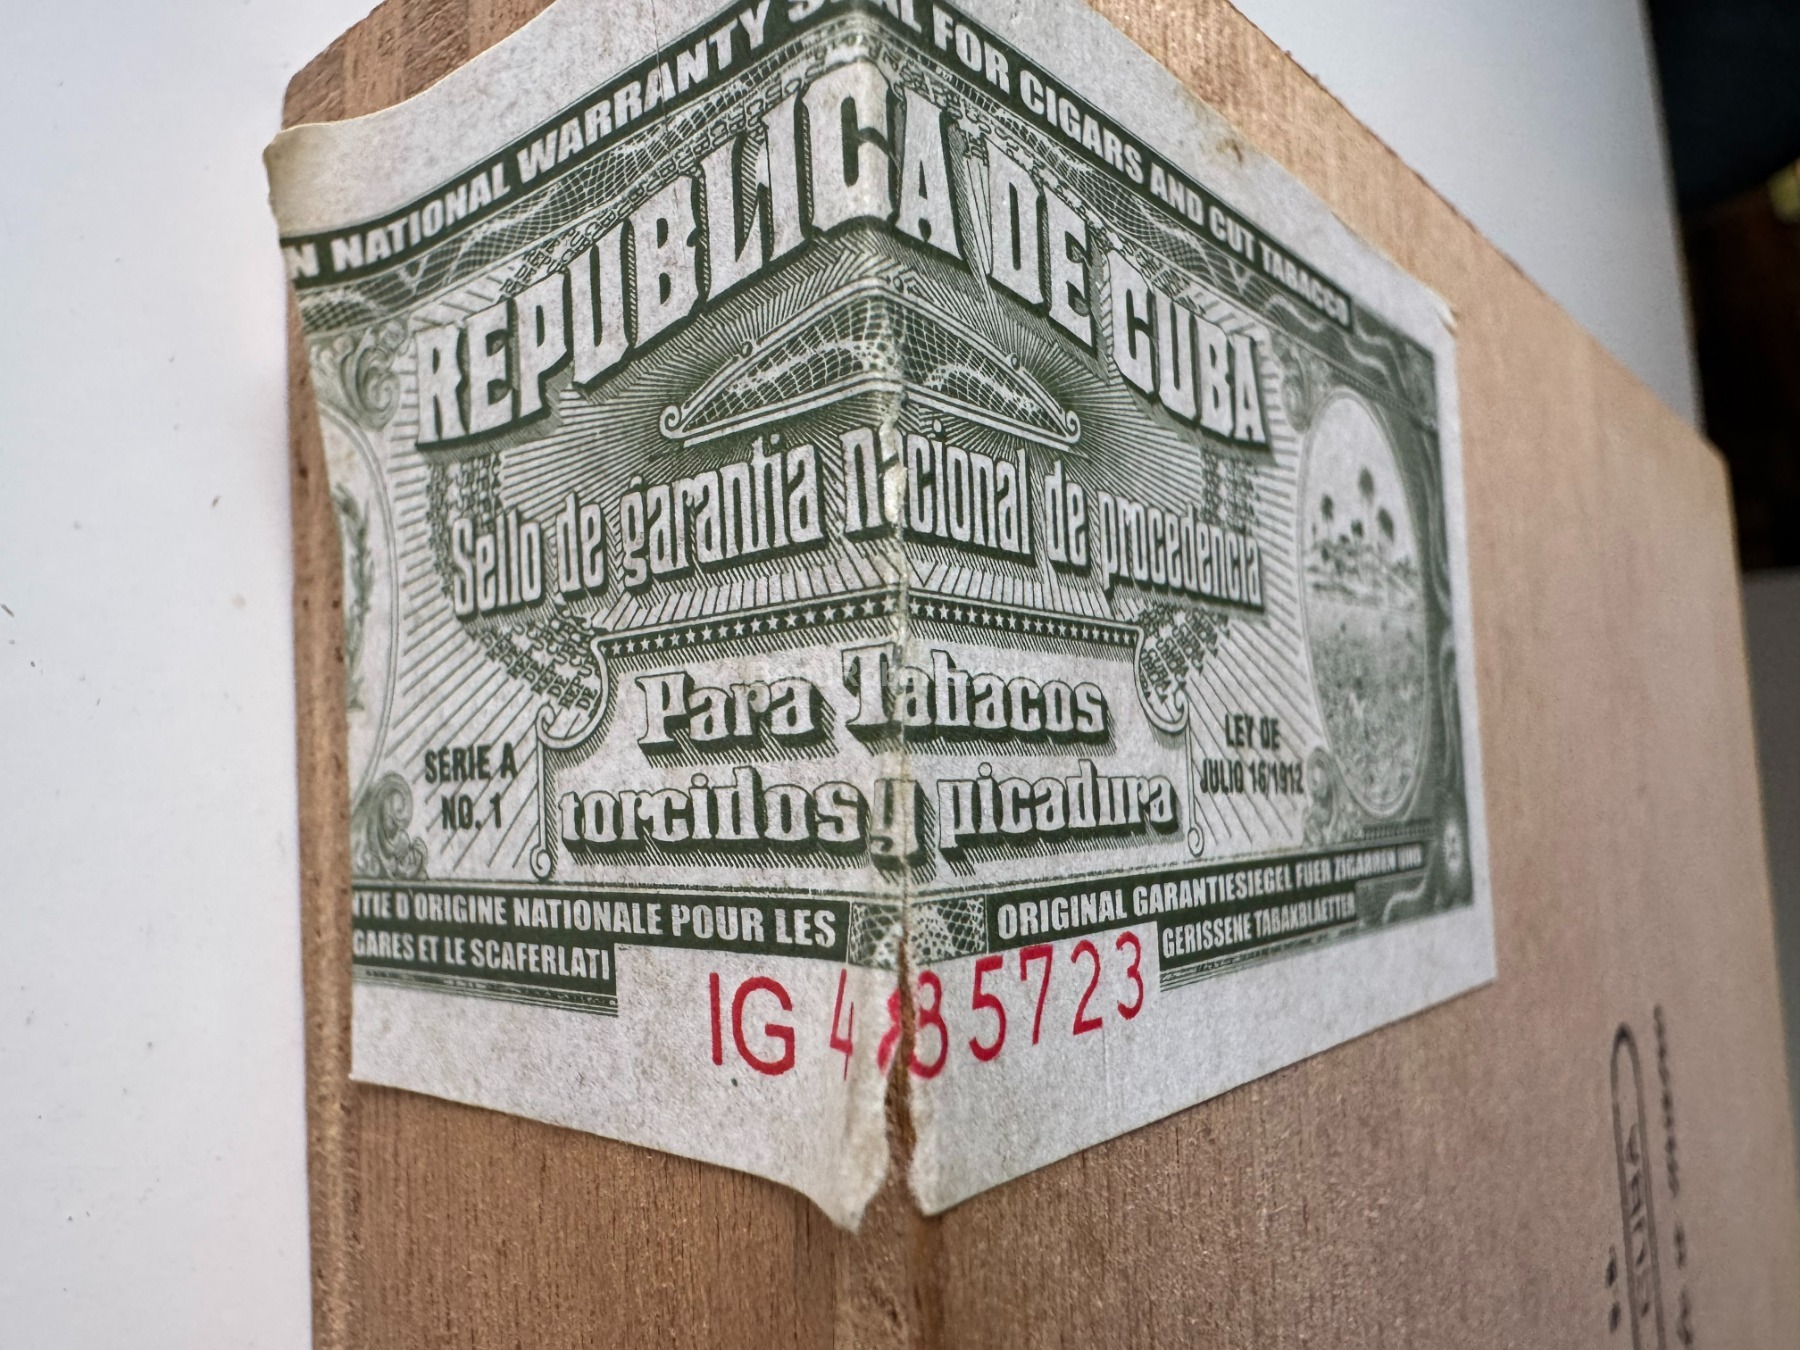 N NATIONAL WARRANTY SEAL FOR CIGARS AND CUT TABACCO
REPUBLICA DE CUBA
Sello de garantia nacional de procedencia
Para Tabacos
torcidos y picadura
SERIE A
NO. 1
LEY DE
JULIO 16/1912
TIE D'ORIGINE NATIONALE POUR LES
GARES ET LE SCAFERLATI
ORIGINAL GARANTIESIEGEL FUER ZIGARREN UND
GERISSENE TABAKBLAETTER
IG 4 85723